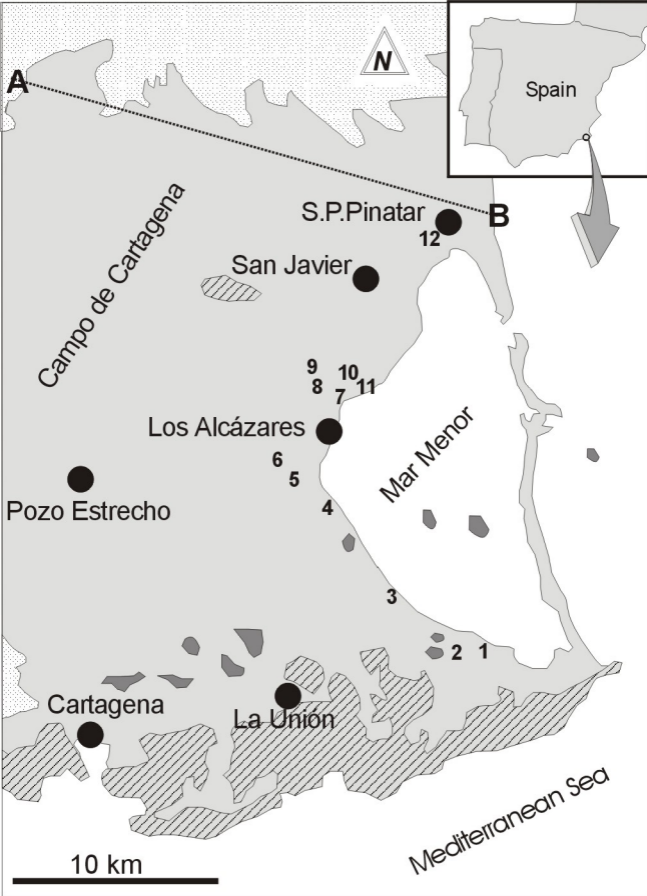 N
Spain
A
B
S.P.Pinatar
12
San Javier
Campo de Cartagena
9
10
8
11
7
Los Alcázares
Mar Menor
6
5
Pozo Estrecho
4
3
2
1
Cartagena
La Unión
Mediterranean Sea
10 km